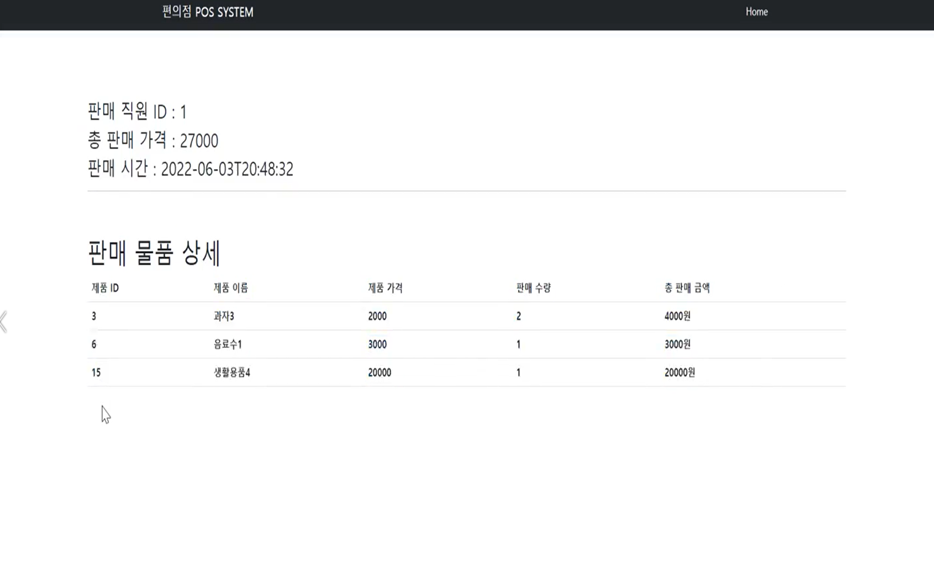 편의점 POS SYSTEM Home
판매 직원 ID : 1
총 판매 가격 : 27000
판매 시간 : 2022-06-03T20:48:32
판매 물품 상세
제품 ID 제품 이름 제품 가격 판매 수량 총 판매 금액
3 과자3 2000 2 4000원
6 음료수1 3000 1 3000원
15 생활용품4 20000 1 20000원